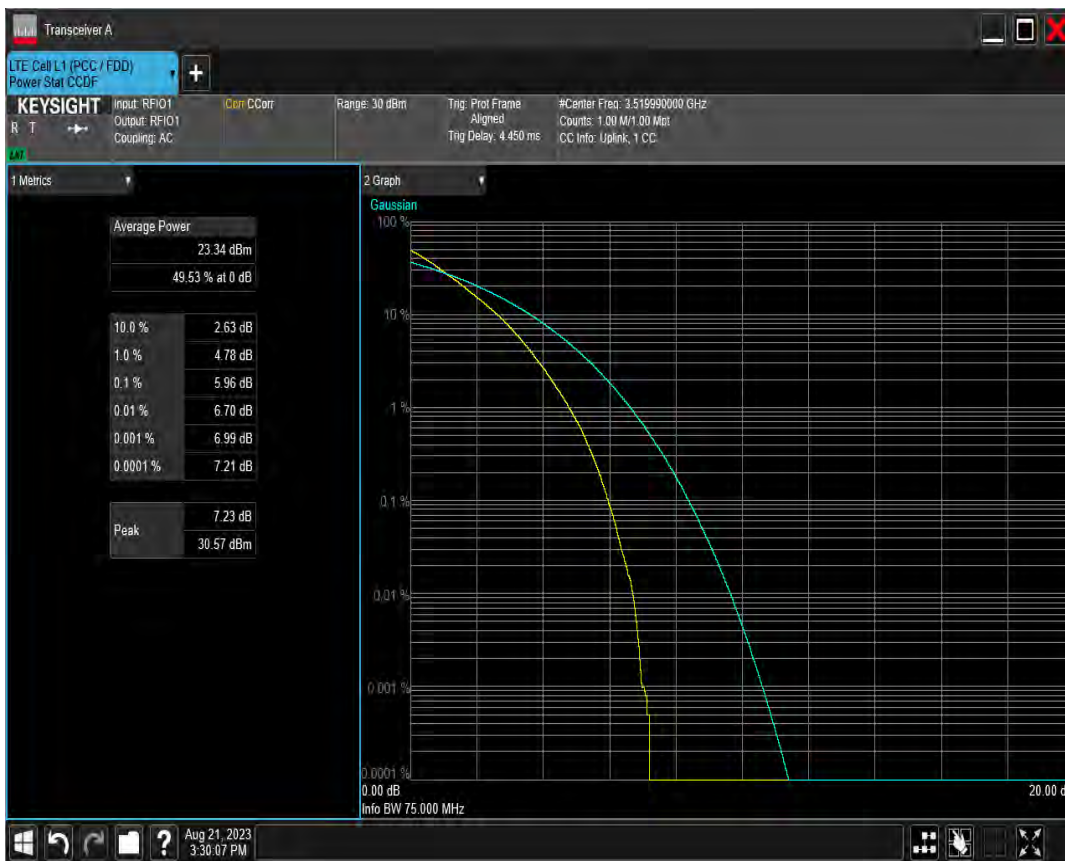 Transceiver A
LTE Cell L1 (PCC / FDD)
Power Stat CCDF
+
KEYSIGHT
R T
LXI
Input: RFIO1
Output: RFIO1
Coupling: AC
Corr CCorr
Range: 30 dBm
Trig: Prot Frame
Aligned
Trig Delay: 4.450 ms
#Center Freq: 3.519990000 GHz
Counts: 1.00 M/1.00 Mpt
CC Info: Uplink, 1 CC
1 Metrics
Average Power
23.34 dBm
49.53 % at 0 dB
10.0 % 2.63 dB
1.0 % 4.78 dB
0.1 % 5.96 dB
0.01 % 6.70 dB
0.001 % 6.99 dB
0.0001 % 7.21 dB
Peak 7.23 dB
30.57 dBm
2 Graph
Gaussian
100 %
10 %
1 %
0.1 %
0.01 %
0.001 %
0.0001 %
0.00 dB 20.00 d
Info BW 75.000 MHz
?
Aug 21, 2023
3:30:07 PM